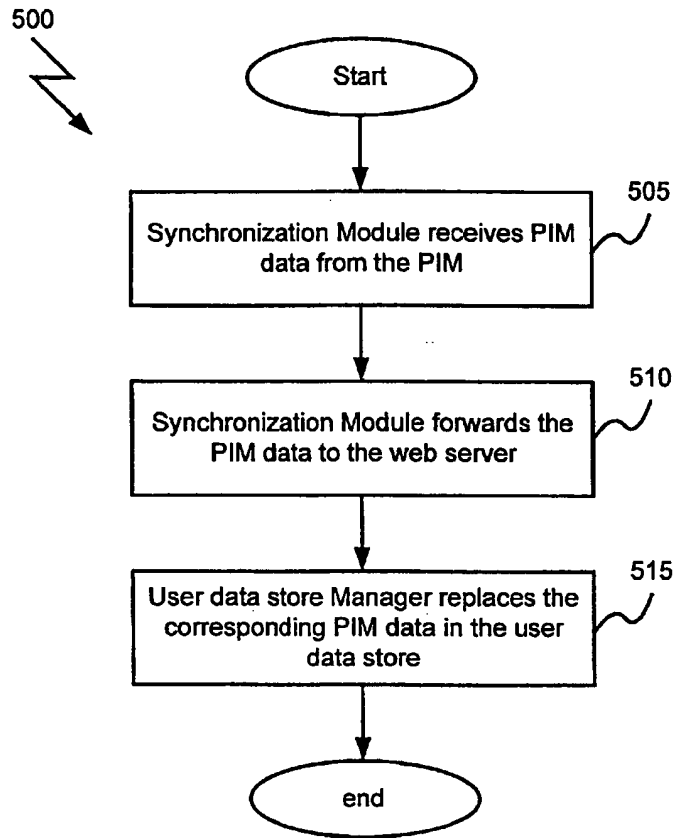 500
Start
505
Synchronization Module receives PIM
data from the PIM
510
Synchronization Module forwards the
PIM data to the web server
515
User data store Manager replaces the
corresponding PIM data in the user
data store
end